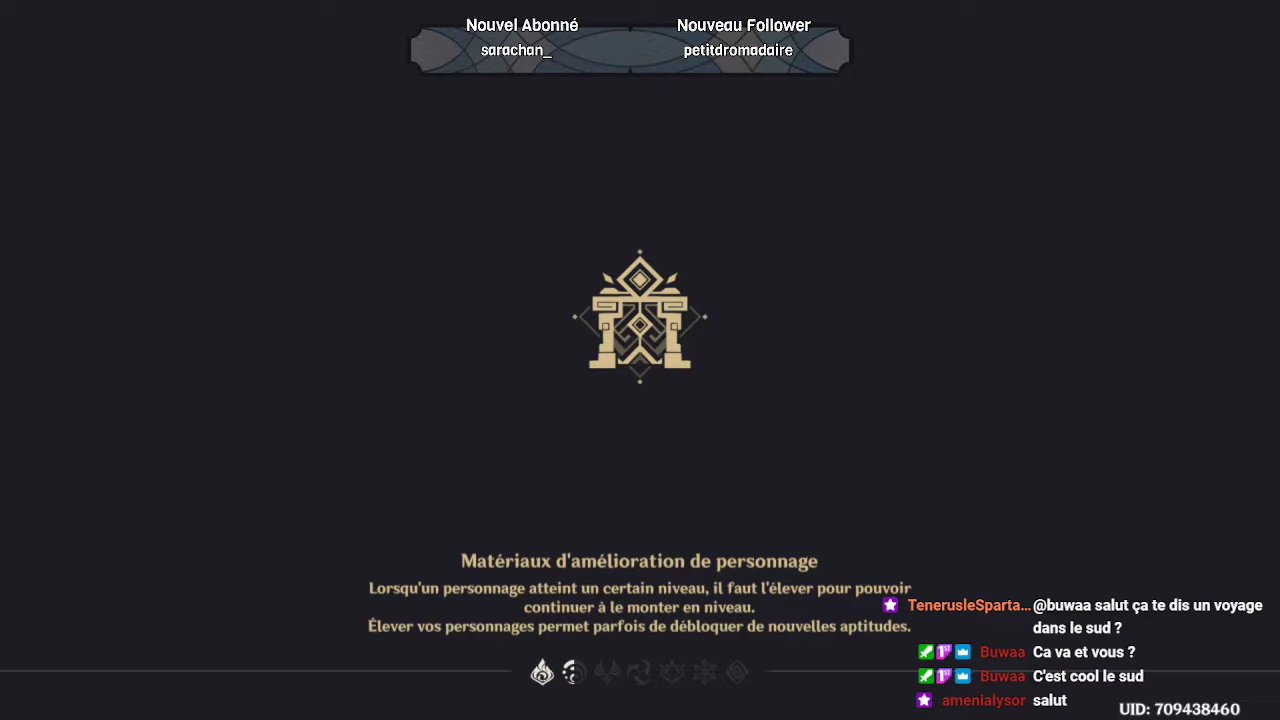 Nouvel Abonné
Nouveau Follower
sarachan_
petitdromadaire
Matériaux d'amélioration de personnage
Lorsqu'un personnage atteint un certain niveau, il faut l'élever pour pouvoir
continuer à le monter en niveau.
Élever vos personnages permet parfois de débloquer de nouvelles aptitudes.
TenerusleSparta... @buwaa salut ça te dis un voyage
dans le sud ?
Buwaa Ca va et vous ?
Buwaa C'est cool le sud
amenialysor salut
UID: 709438460